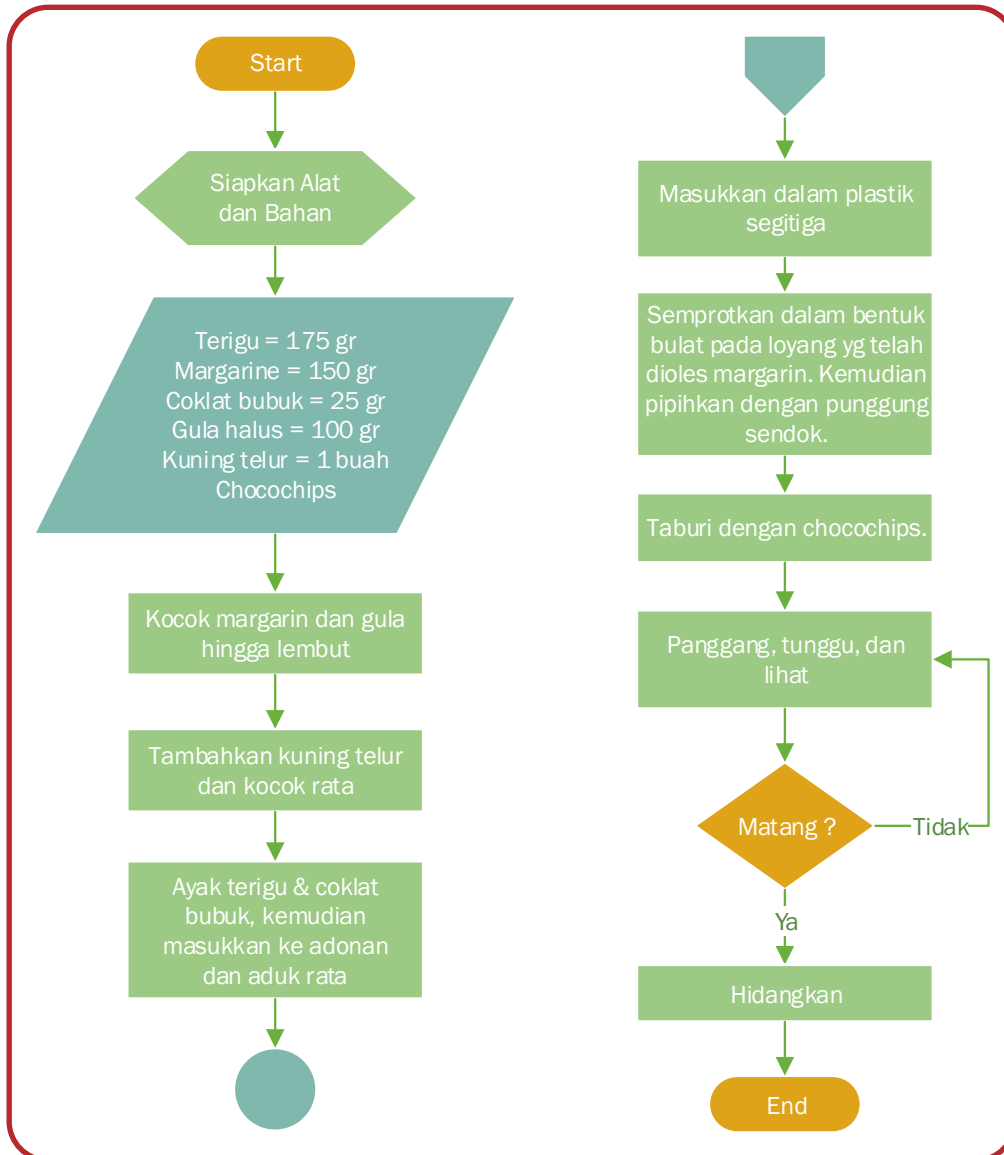 Start
Siapkan Alat
dan Bahan
Terigu = 175 gr
Margarine = 150 gr
Coklat bubuk = 25 gr
Gula halus = 100 gr
Kuning telur = 1 buah
Chocochips
Kocok margarin dan gula
hingga lembut
Tambahkan kuning telur
dan kocok rata
Ayak terigu & coklat
bubuk, kemudian
masukkan ke adonan
dan aduk rata
Masukkan dalam plastik
segitiga
Semprotkan dalam bentuk
bulat pada loyang yg telah
dioles margarin. Kemudian
pipihkan dengan punggung
sendok.
Taburi dengan chocochips.
Panggang, tunggu, dan
lihat
Matang ?
Tidak
Ya
Hidangkan
End